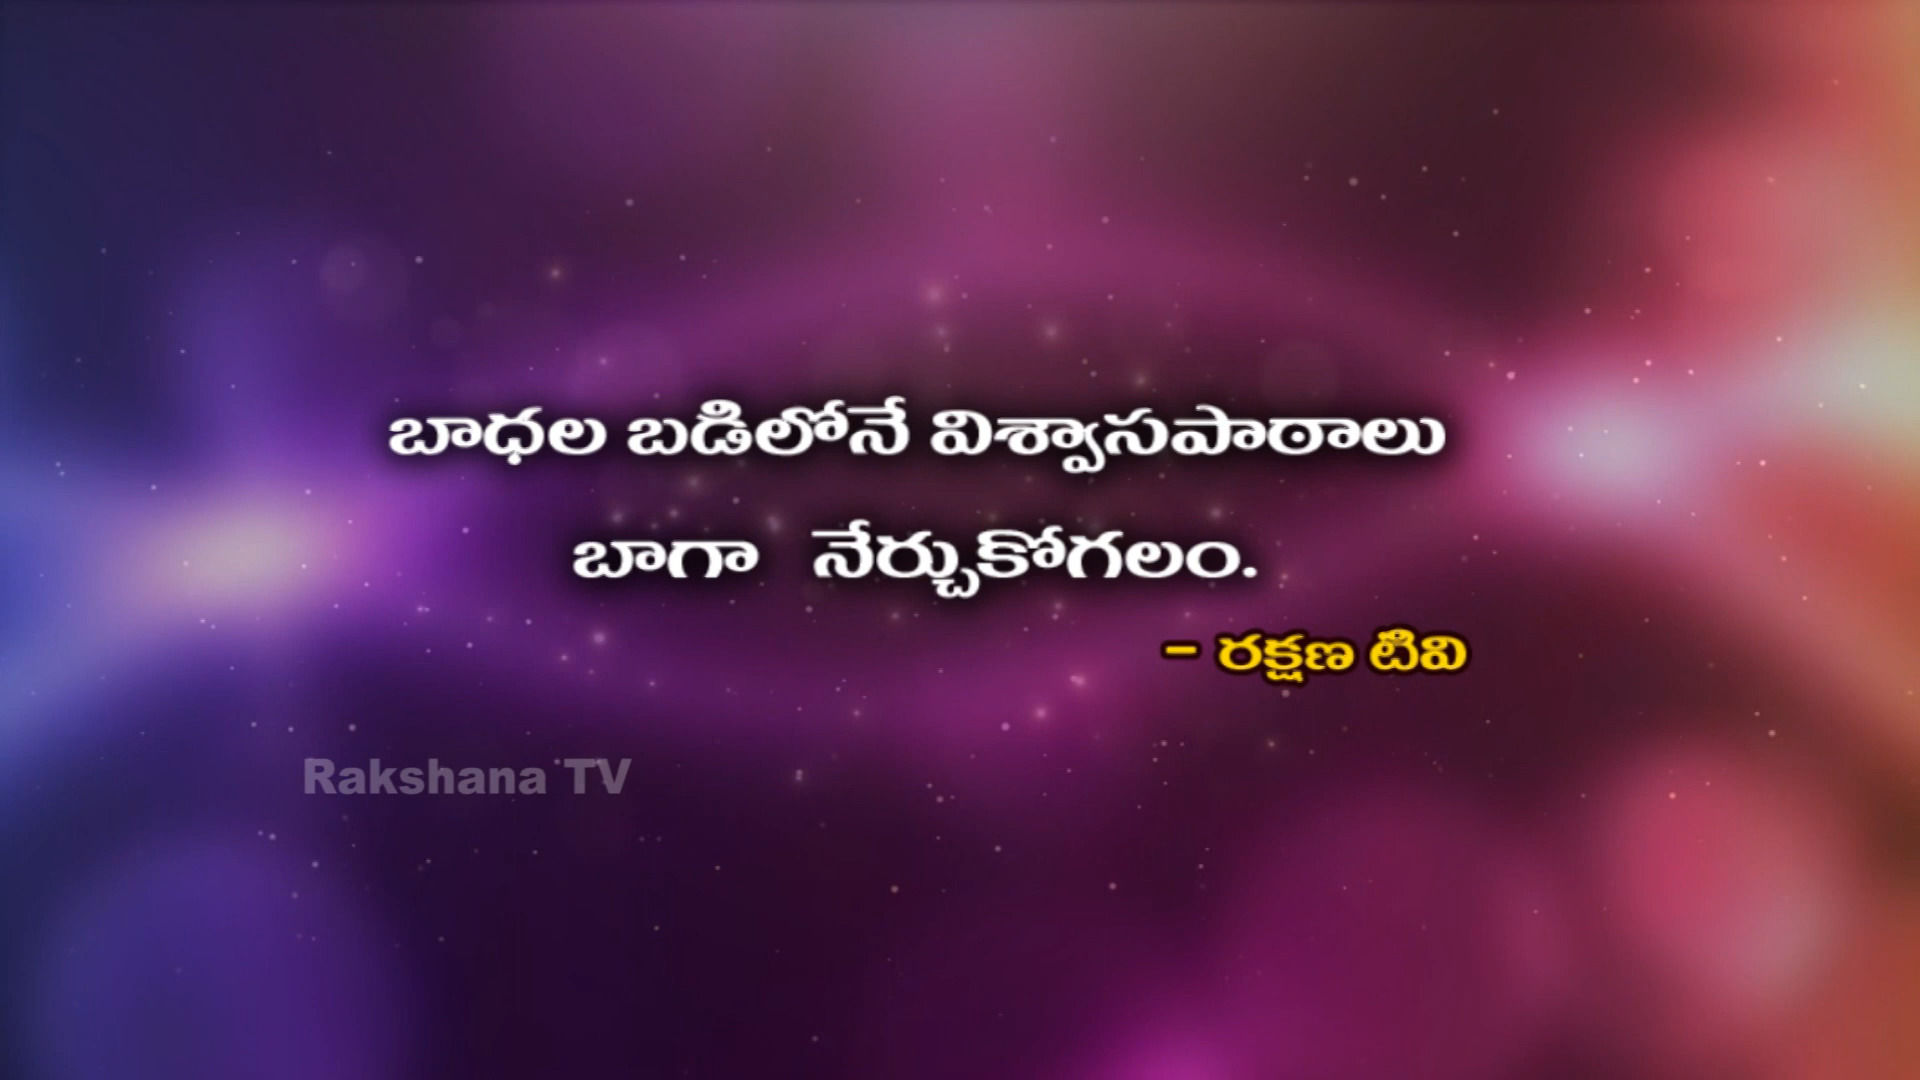 బాధల బడిలోనే విశ్వాసపాఠాలు
బాగా నేర్చుకోగలం.
- రక్షణ టివి
Rakshana TV